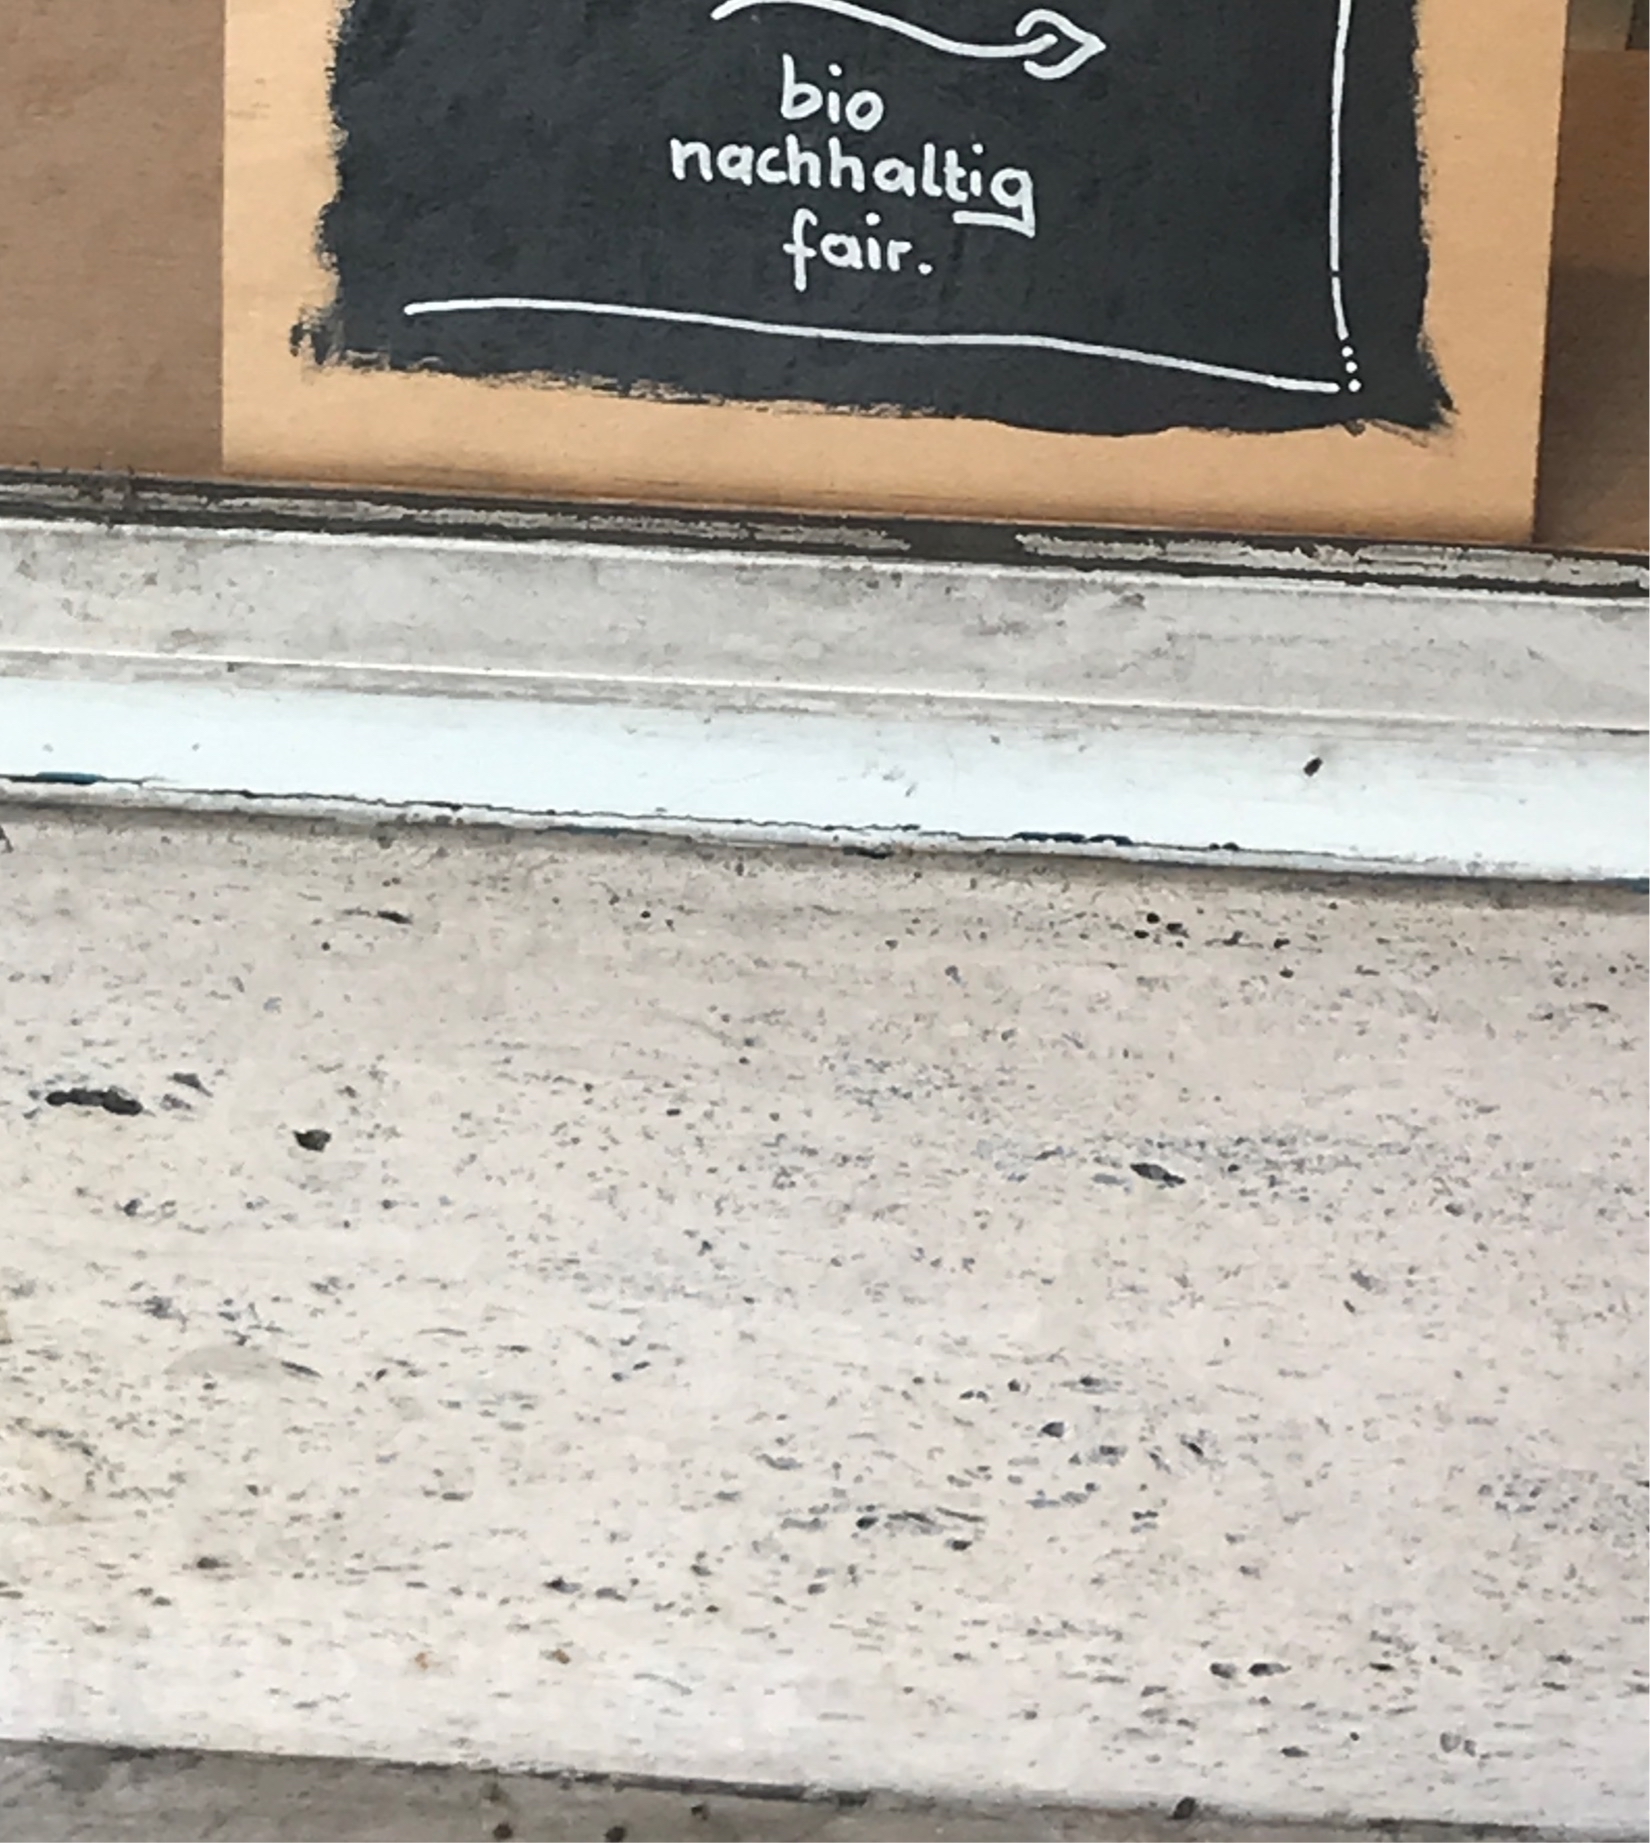 bio
nachhaltig
fair.